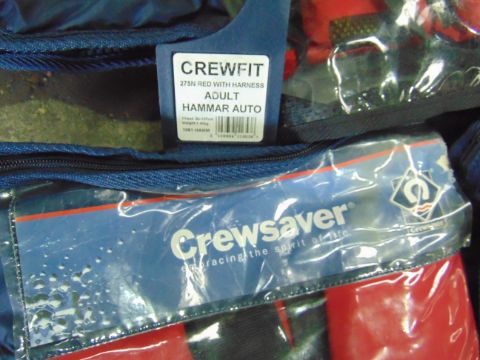 CREWFIT
275N RED WITH HARNESS
ADULT
HAMMAR AUTO
Crewsaver®
embracing the spirit of life